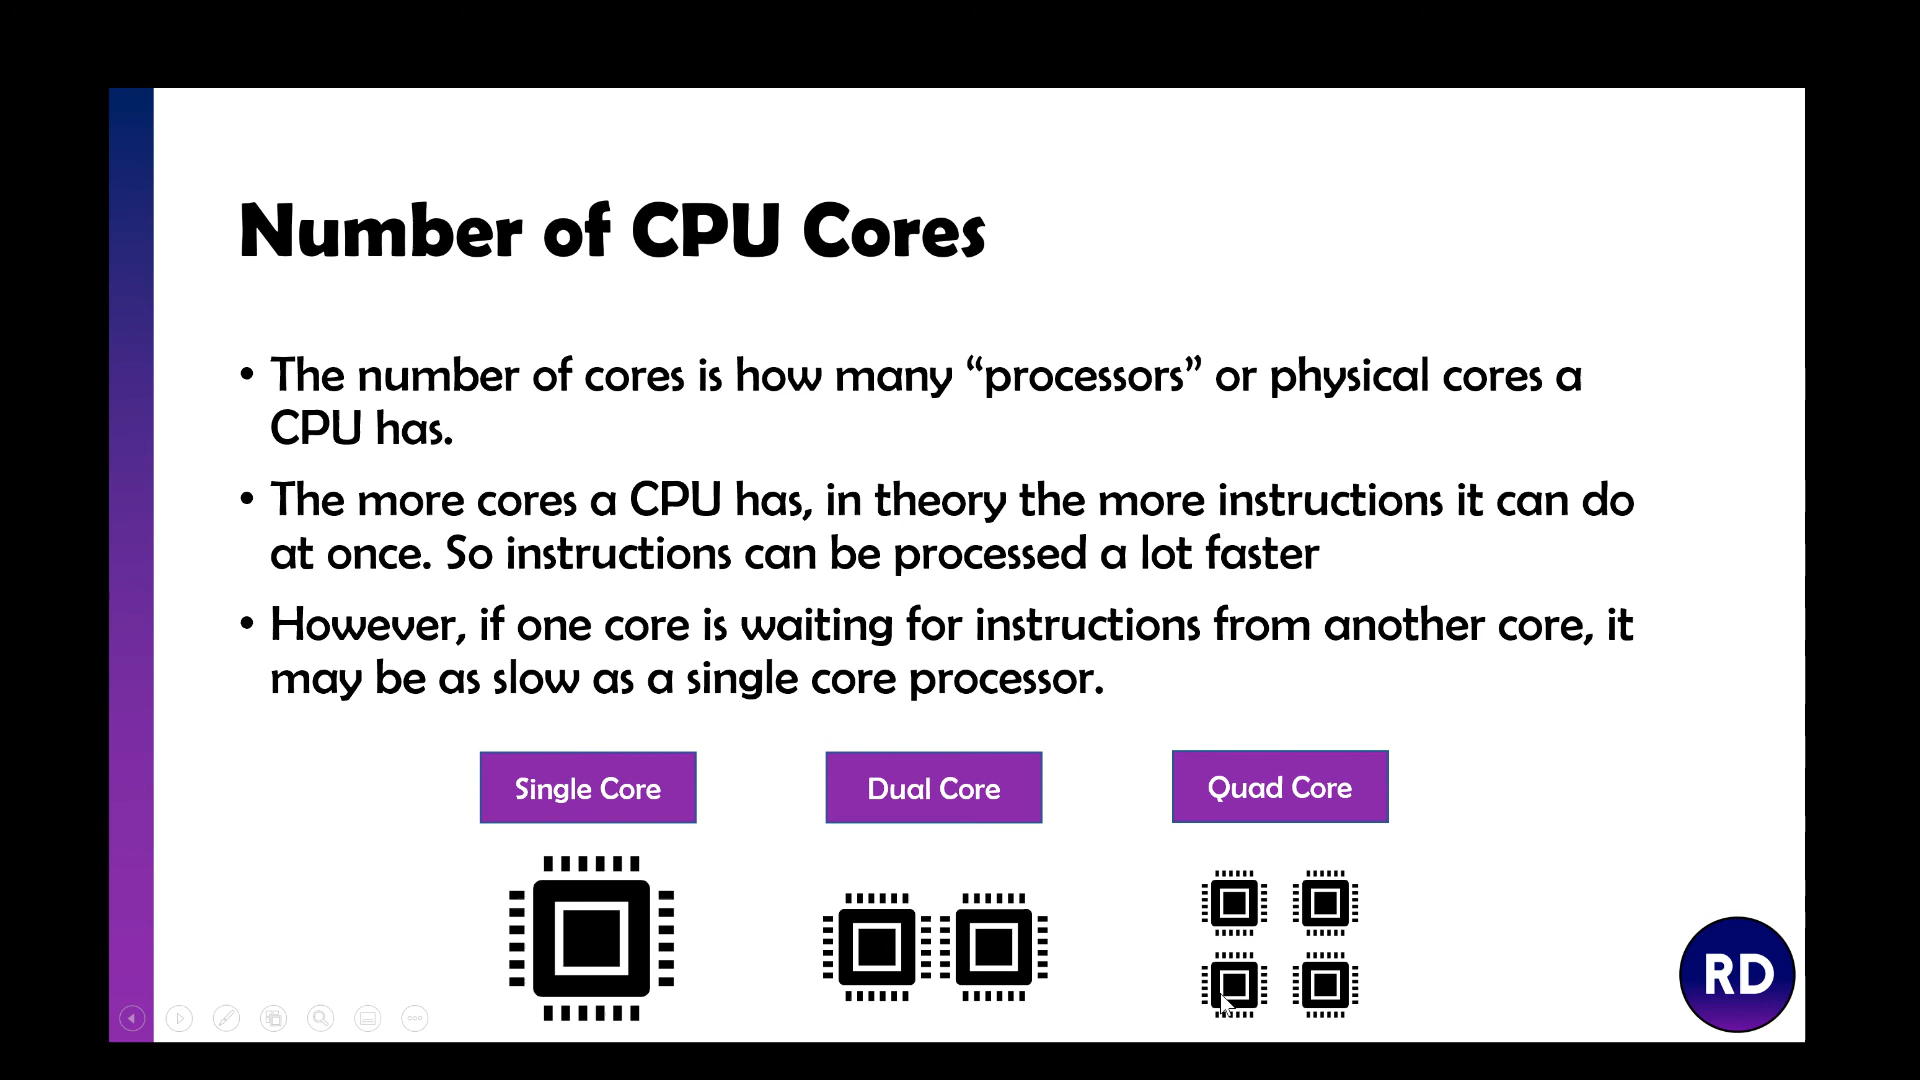 Number of CPU Cores
• The number of cores is how many “processors” or physical cores a
CPU has.
• The more cores a CPU has, in theory the more instructions it can do
at once. So instructions can be processed a lot faster
• However, if one core is waiting for instructions from another core, it
may be as slow as a single core processor.
Single Core
Dual Core
Quad Core
RD